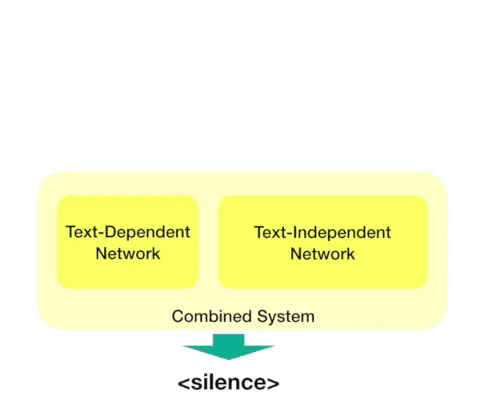 Text-Dependent
Network
Text-Independent
Network
Combined System
<silence>